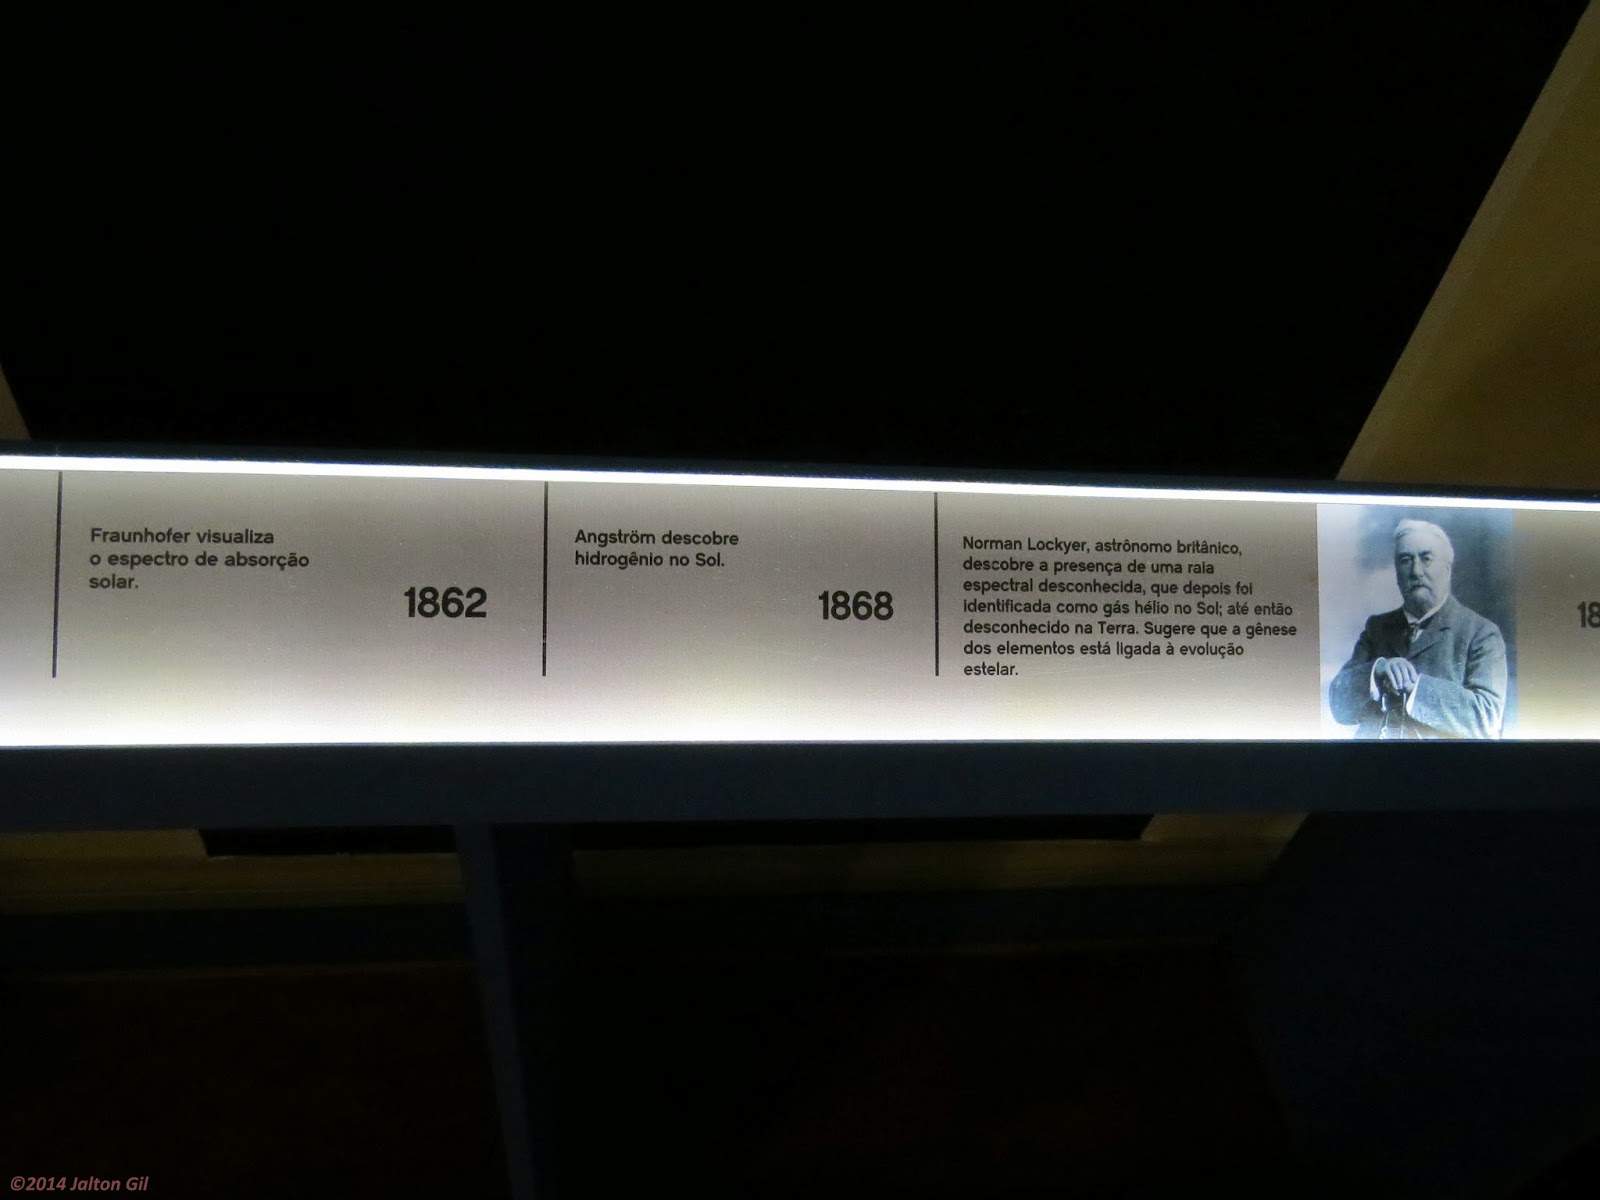 Fraunhofer visualiza
o espectro de absorção
solar.
1862
Angström descobre
hidrogênio no Sol.
1868
Norman Lockyer, astrônomo britânico,
descobre a presença de uma raia
espectral desconhecida, que depois foi
identificada como gás hélio no Sol; até então
desconhecido na Terra. Sugere que a gênese
dos elementos está ligada à evolução
estelar.
18
©2014 Jalton Gil